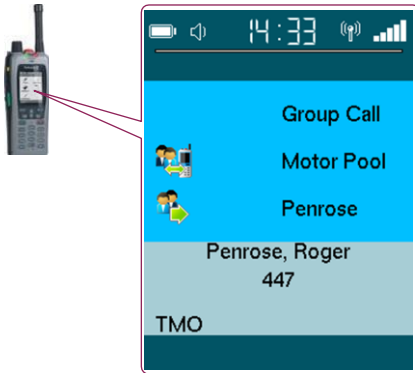 14:33
Group Call
Motor Pool
Penrose
Penrose, Roger
447
TMO